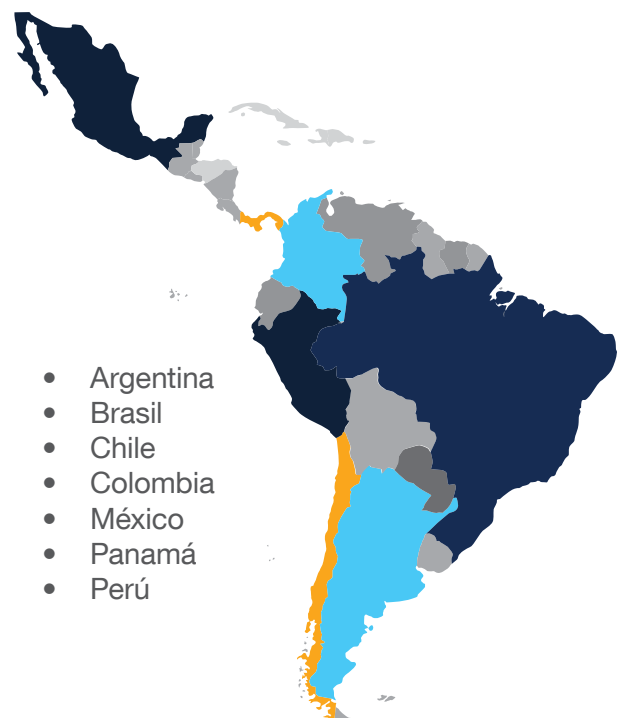 • Argentina
• Brasil
• Chile
• Colombia
• México
• Panamá
• Perú